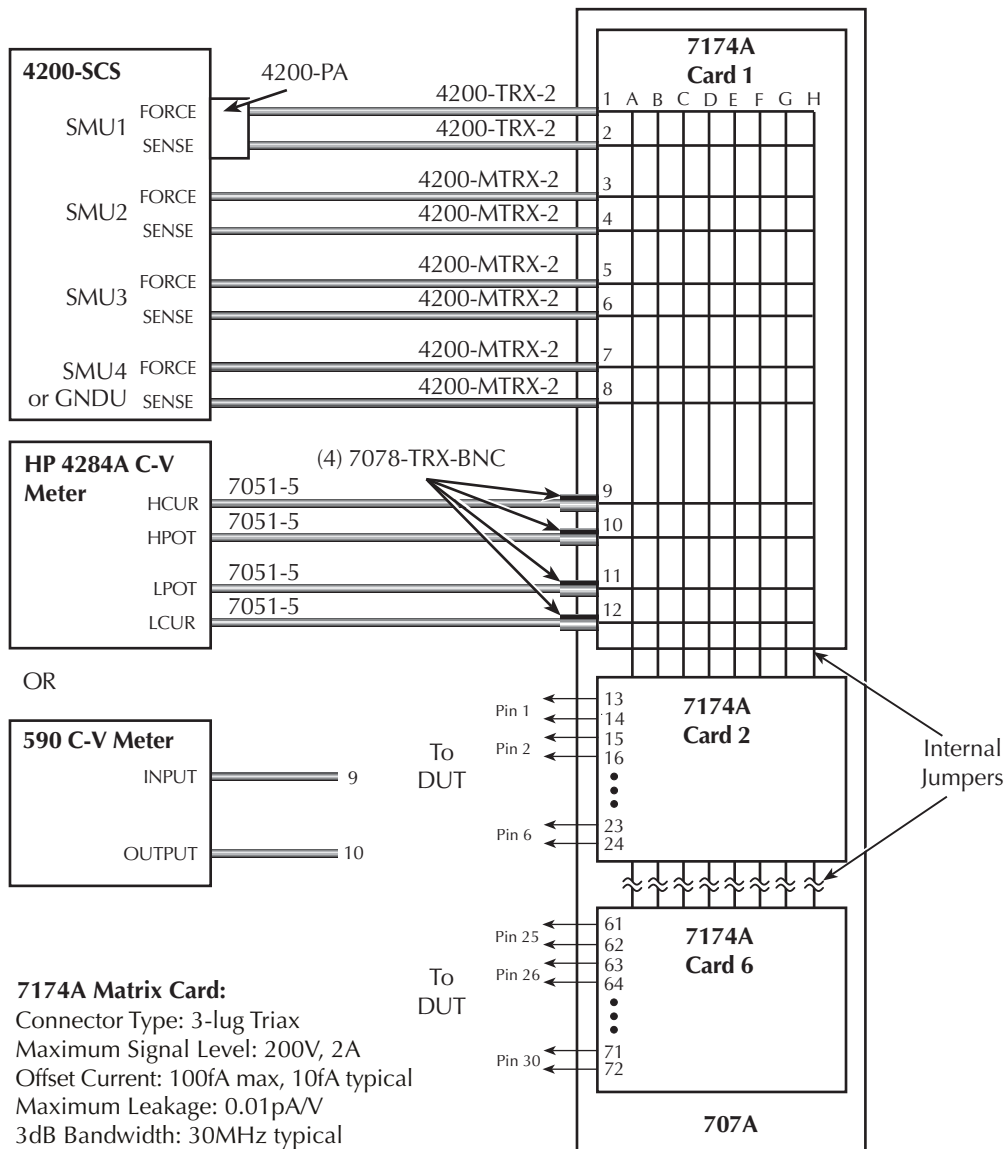 4200-SCS
4200-PA
SMU1
FORCE
4200-TRX-2
SENSE
4200-TRX-2
SMU2
FORCE
4200-MTRX-2
SENSE
4200-MTRX-2
SMU3
FORCE
4200-MTRX-2
SENSE
4200-MTRX-2
SMU4
or GNDU
FORCE
4200-MTRX-2
SENSE
4200-MTRX-2
7174A
Card 1
1 A B C D E F G H
2
3
4
5
6
7
8
9
10
11
12
HP 4284A C-V
Meter
(4) 7078-TRX-BNC
HCUR
7051-5
HPOT
7051-5
LPOT
7051-5
LCUR
7051-5
OR
590 C-V Meter
INPUT
9
OUTPUT
10
To
DUT
Pin 1
Pin 2
Pin 6
13
14
15
16
23
24
7174A
Card 2
Internal
Jumpers
To
DUT
Pin 25
Pin 26
Pin 30
61
62
63
64
71
72
7174A
Card 6
707A
7174A Matrix Card:
Connector Type: 3-lug Triax
Maximum Signal Level: 200V, 2A
Offset Current: 100fA max, 10fA typical
Maximum Leakage: 0.01pA/V
3dB Bandwidth: 30MHz typical